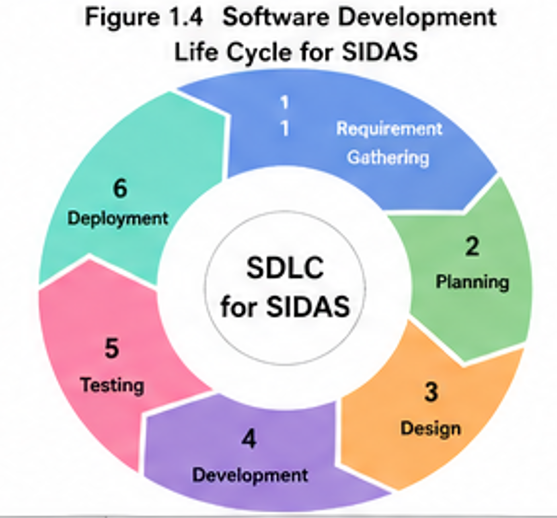 Figure 1.4 Software Development
Life Cycle for SIDAS
1
1
Requirement
Gathering
2
Planning
3
Design
4
Development
5
Testing
6
Deployment
SDLC
for SIDAS